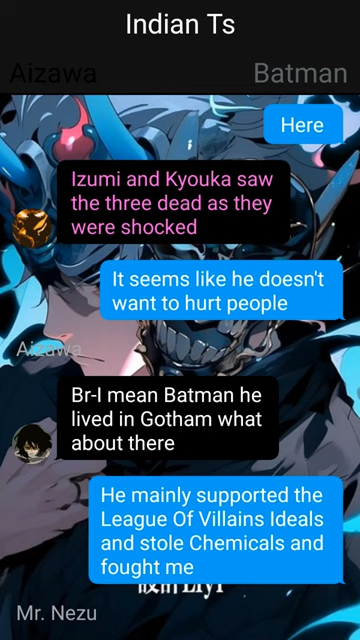 Indian Ts
Aizawa
Batman
Here
Izumi and Kyouka saw
the three dead as they
were shocked
It seems like he doesn't
want to hurt people
Aizawa
Br-I mean Batman he
lived in Gotham what
about there
He mainly supported the
League Of Villains Ideals
and stole Chemicals and
fought me
Mr. Nezu